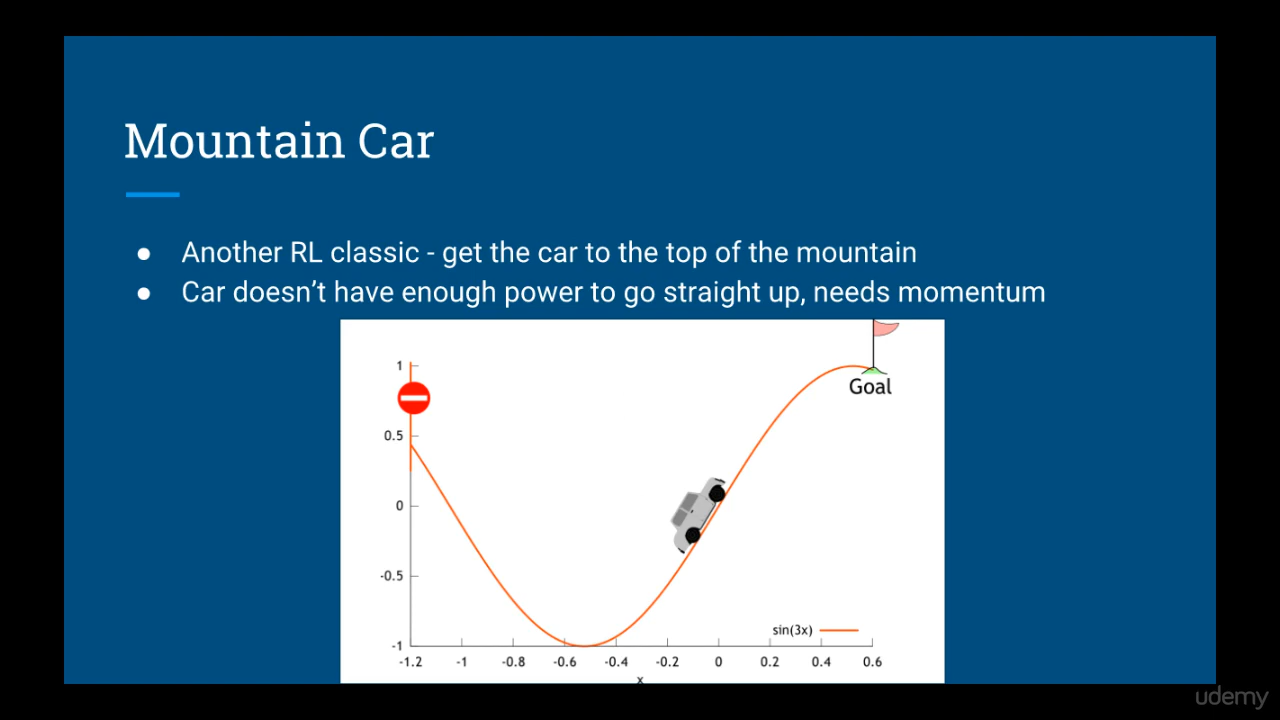 Mountain Car
● Another RL classic - get the car to the top of the mountain
● Car doesn’t have enough power to go straight up, needs momentum
1
Goal
0.5
0
-0.5
sin(3x)
-1
-1.2 -1 -0.8 -0.6 -0.4 -0.2 0 0.2 0.4 0.6
x
udemy